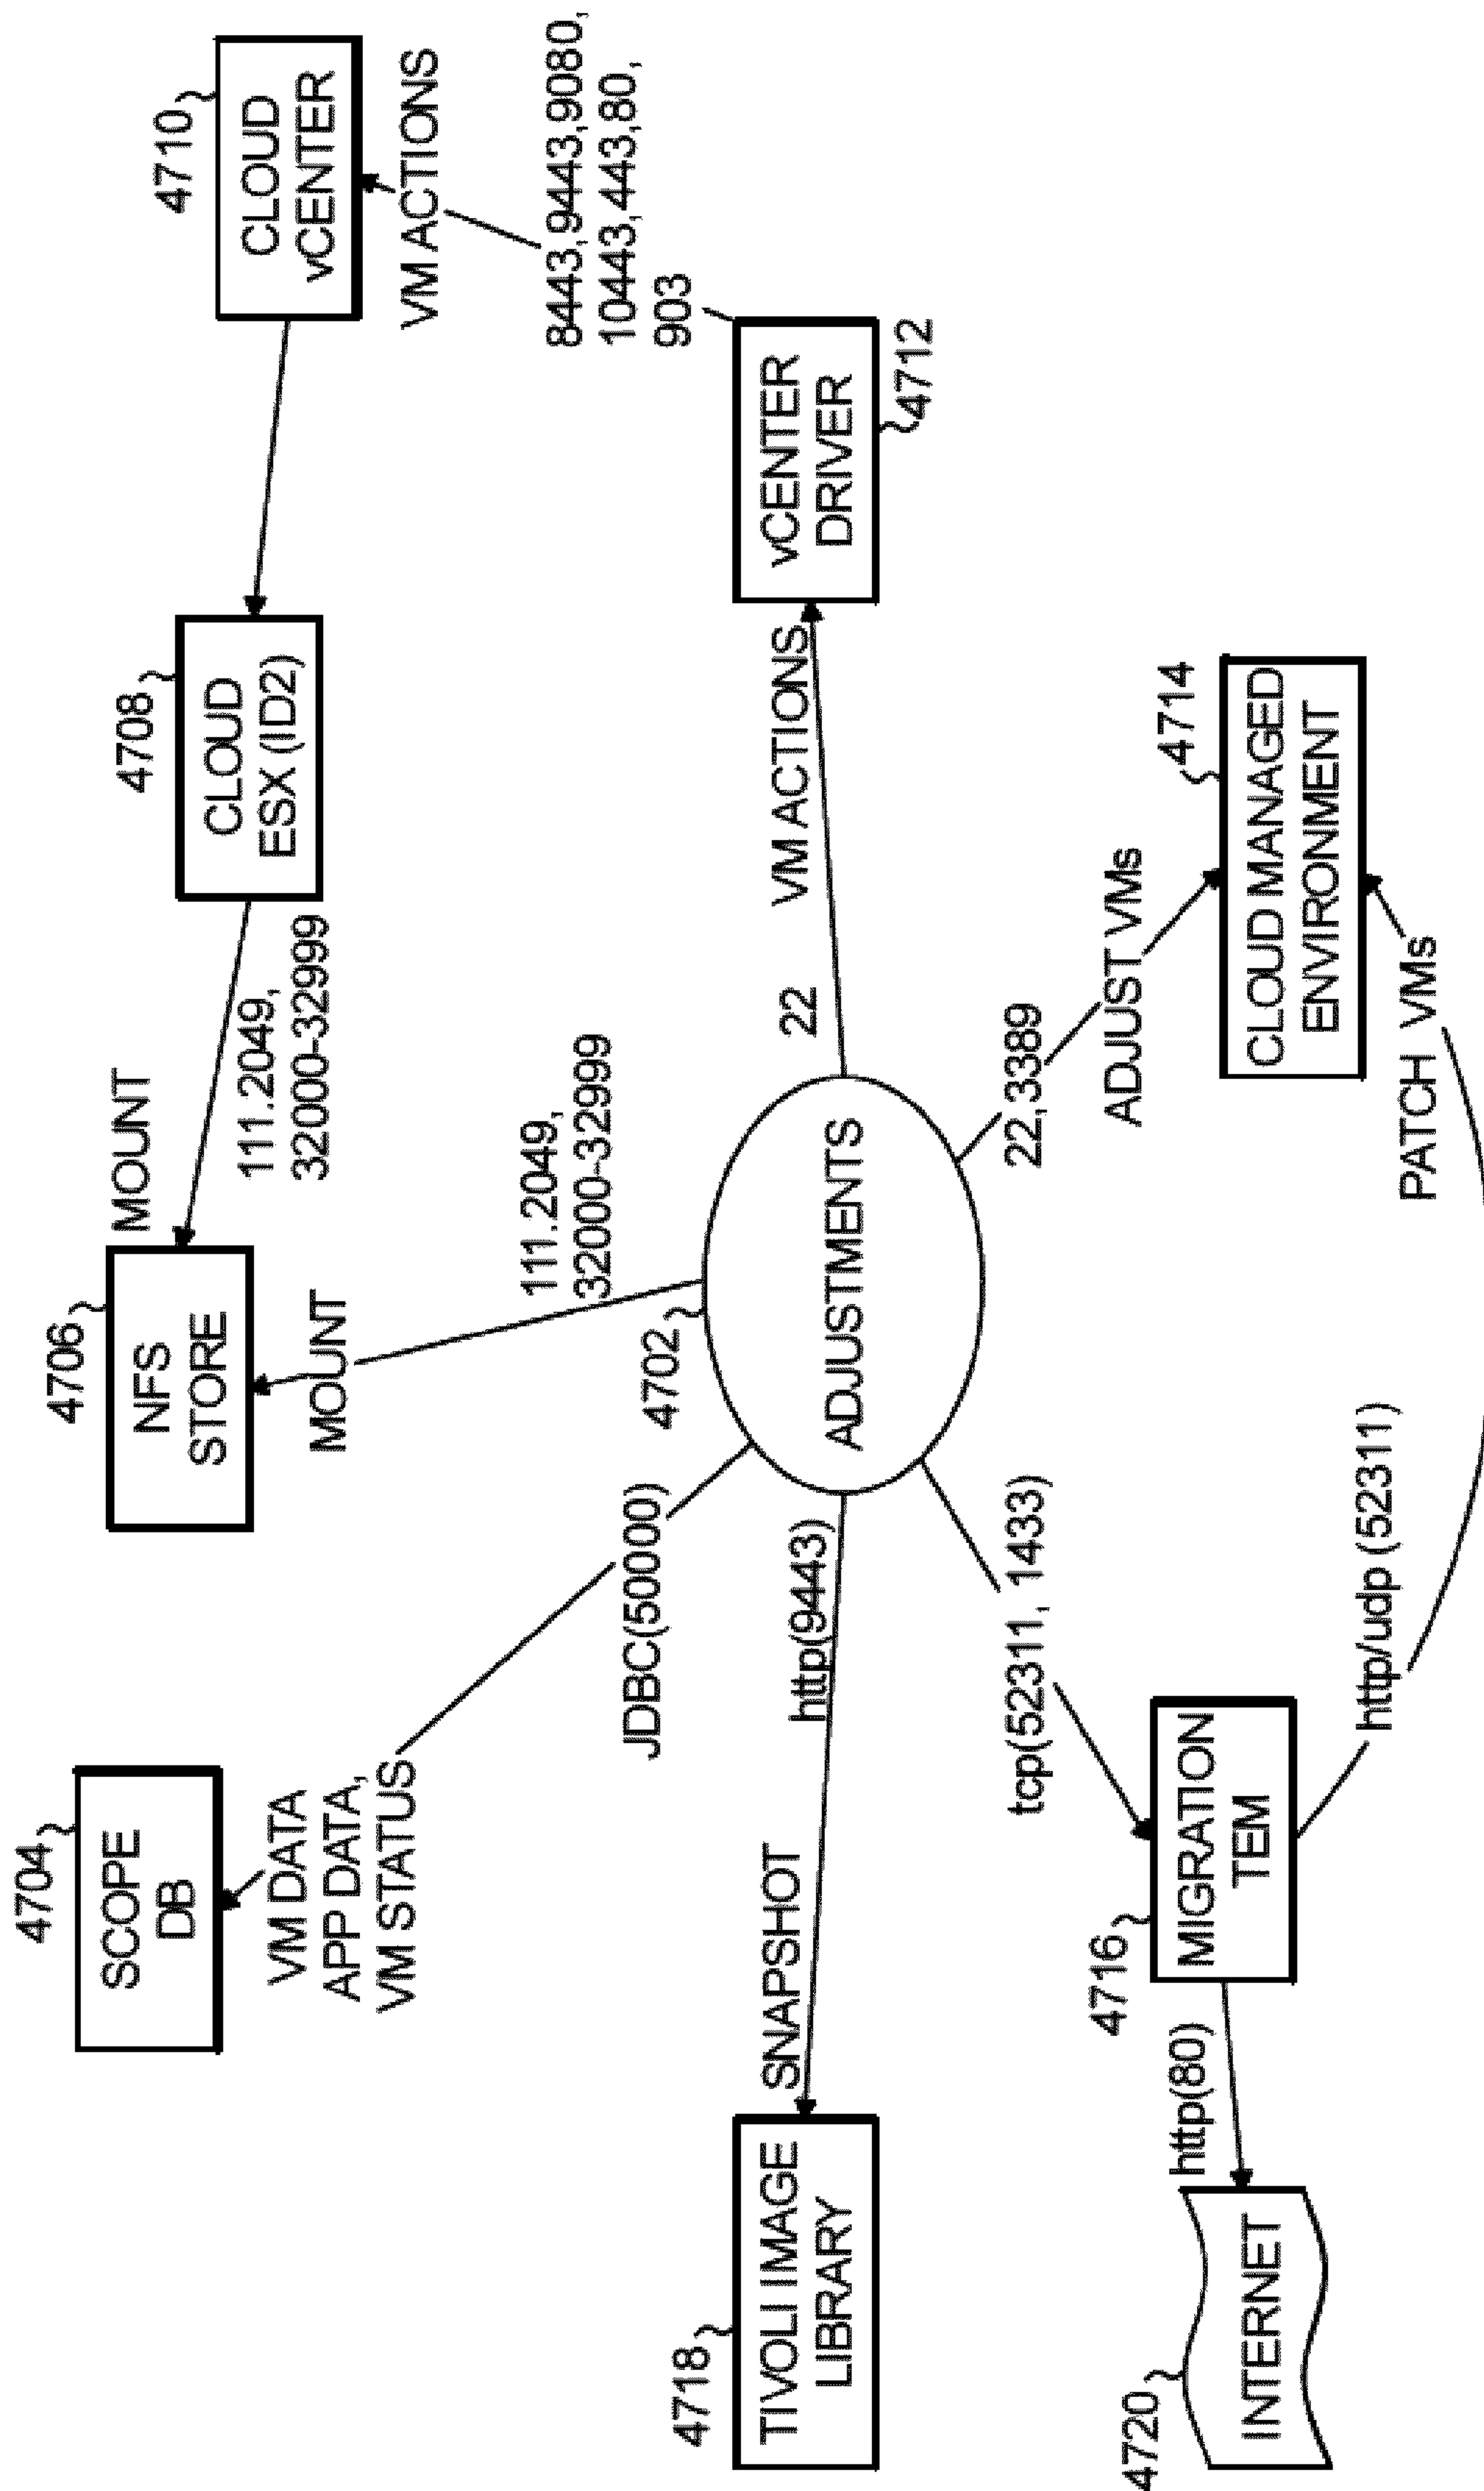 4704
SCOPE
DB
VM DATA
APP DATA,
VM STATUS
JDBC(50000)
4706
NFS
STORE
MOUNT
111.2049,
32000-32999
MOUNT
111.2049,
32000-32999
4708
CLOUD
ESX (ID2)
4710
CLOUD
vCENTER
VM ACTIONS
8443,9443,9080,
10443,443,80,
903
4718
TIVOLI IMAGE
LIBRARY
SNAPSHOT
http(9443)
4702
ADJUSTMENTS
22
VM ACTIONS
vCENTER
DRIVER
4712
4720
INTERNET
http(80)
4716
MIGRATION
TEM
tcp(52311, 1433)
http/udp (52311)
22,3389
ADJUST VMs
4714
CLOUD MANAGED
ENVIRONMENT
PATCH VMs